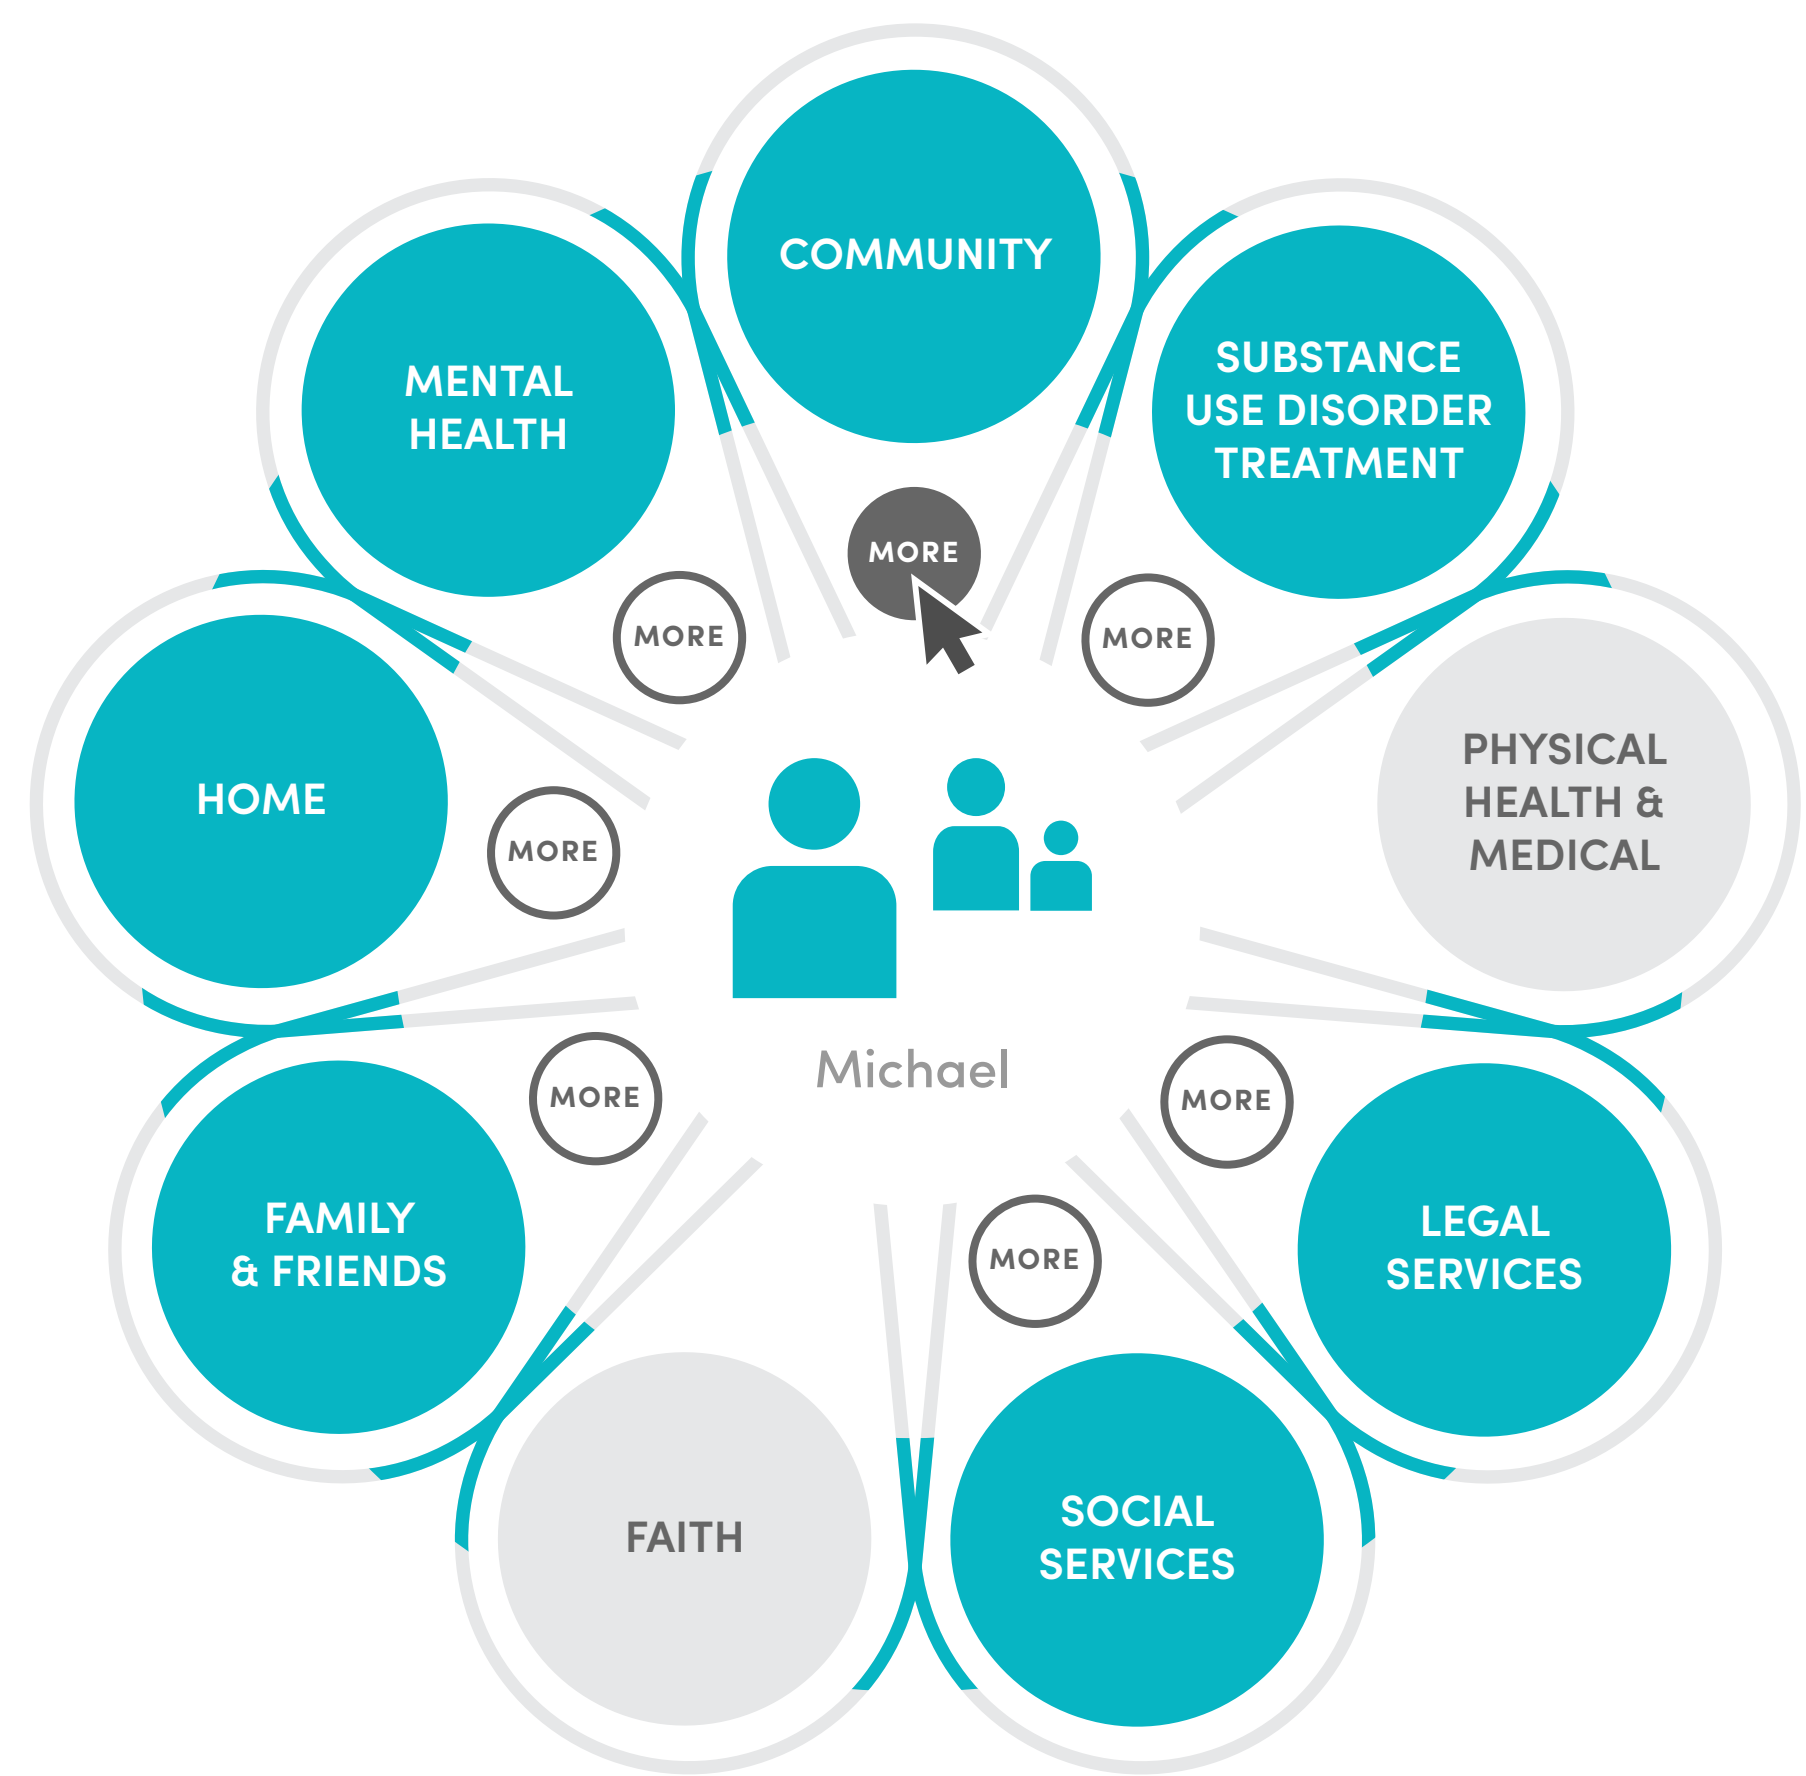 COMMUNITY
MENTAL
HEALTH
SUBSTANCE
USE DISORDER
TREATMENT
MORE
MORE
MORE
HOME
PHYSICAL
HEALTH &
MEDICAL
MORE
Michael
MORE
MORE
FAMILY
& FRIENDS
LEGAL
SERVICES
MORE
FAITH
SOCIAL
SERVICES